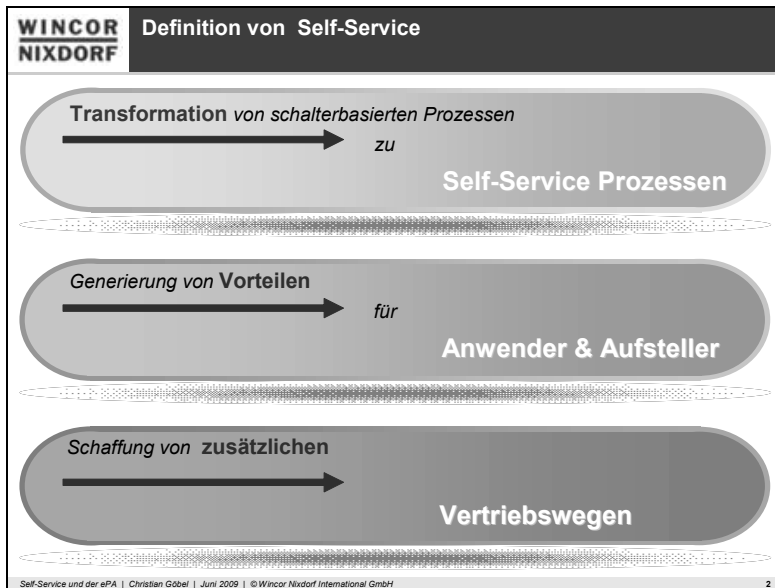 WINCOR
NIXDORF
Definition von Self-Service
Transformation von schalterbasierten Prozessen
zu
Self-Service Prozessen
Generierung von Vorteilen
für
Anwender & Aufsteller
Schaffung von zusätzlichen
Vertriebswegen
Self-Service und der ePA | Christian Göbel | Juni 2009 | © Wincor Nixdorf International GmbH 2